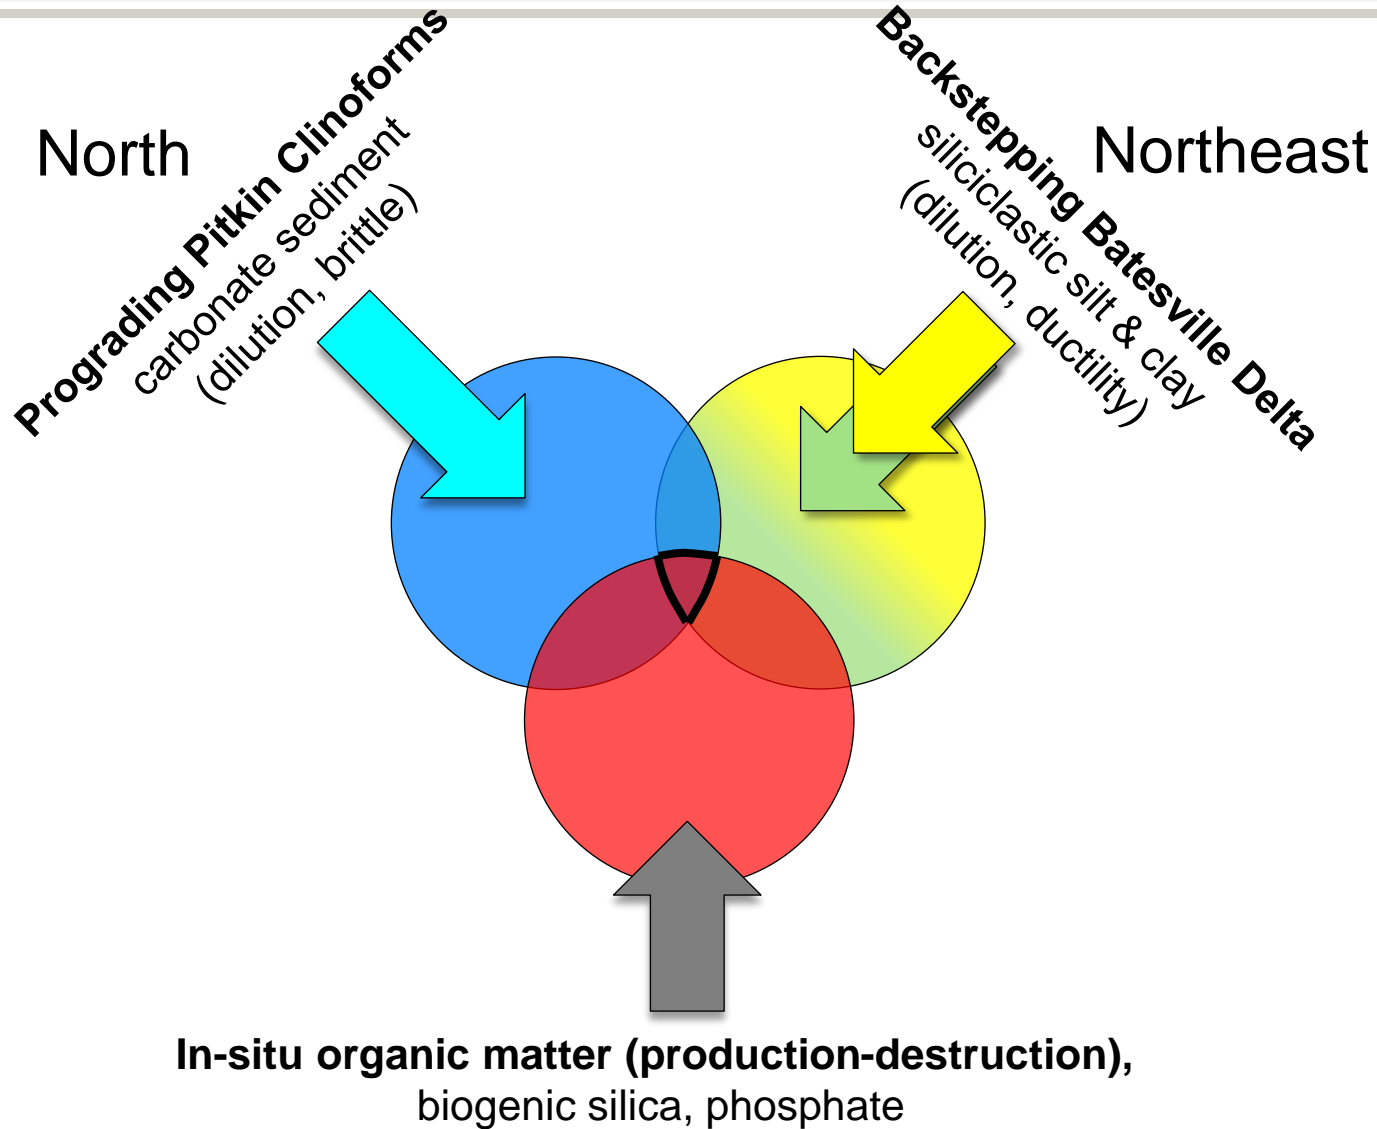 North
Prograding Pitkin Clinoforms
carbonate sediment
(dilution, brittle)
Backstepping Batesville Delta
siliciclastic silt & clay
(dilution, ductility)
Northeast
In-situ organic matter (production-destruction),
biogenic silica, phosphate